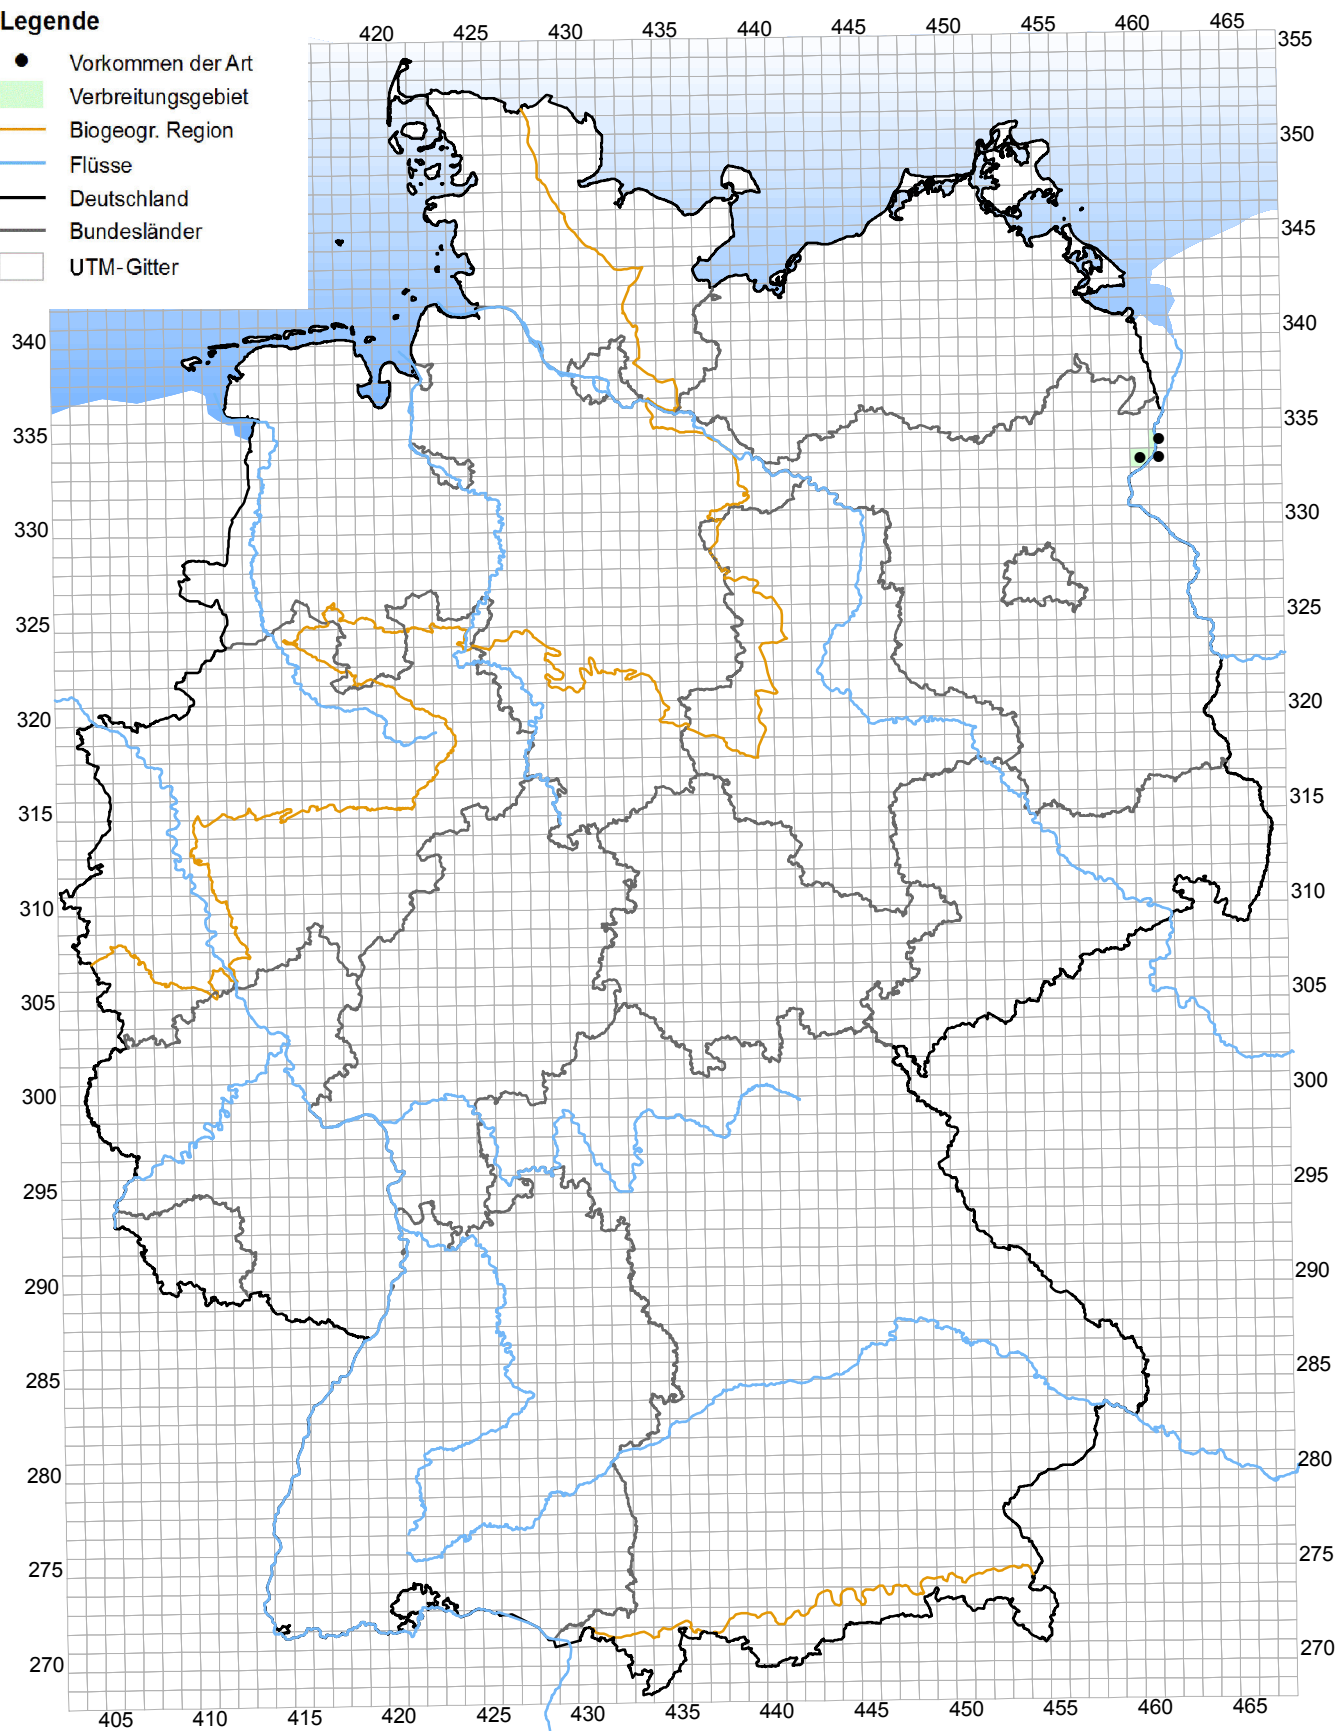 Legende
Vorkommen der Art
Verbreitungsgebiet
Biogeogr. Region
Flüsse
Deutschland
Bundesländer
UTM-Gitter
420 425 430 435 440 445 450 455 460 465
355
350
345
340 340
335 335
330 330
325 325
320 320
315 315
310 310
305 305
300 300
295 295
290 290
285 285
280 280
275 275
270 270
405 410 415 420 425 430 435 440 445 450 455 460 465